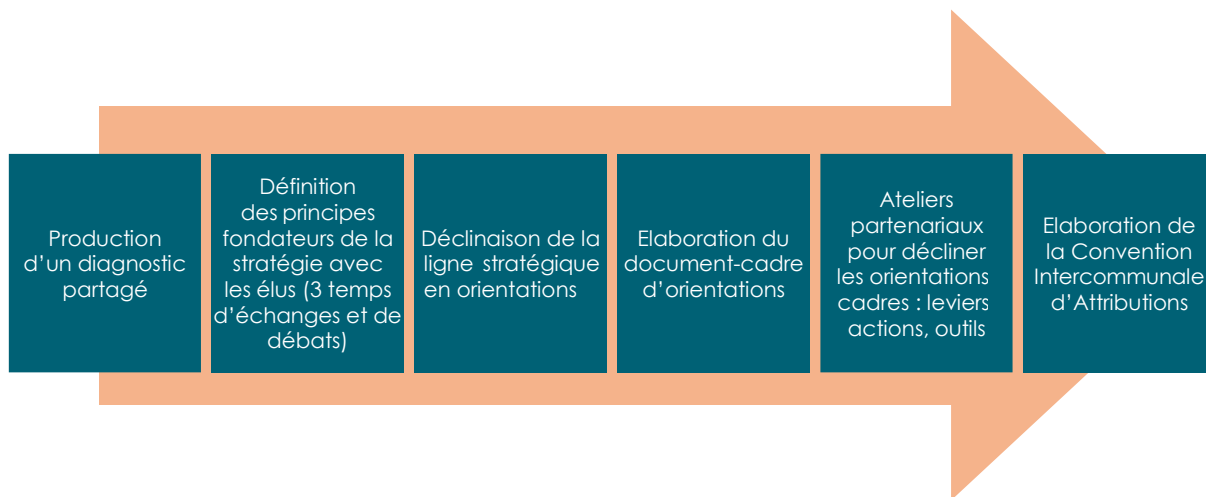 Production
d’un diagnostic
partagé
Définition
des principes
fondateurs de la
stratégie avec
les élus (3 temps
d’échanges et de
débats)
Déclinaison de la
ligne stratégique
en orientations
Elaboration du
document-cadre
d’orientations
Ateliers
partenariaux
pour décliner
les orientations
cadres : leviers
actions, outils
Elaboration de
la Convention
Intercommunale
d’Attributions